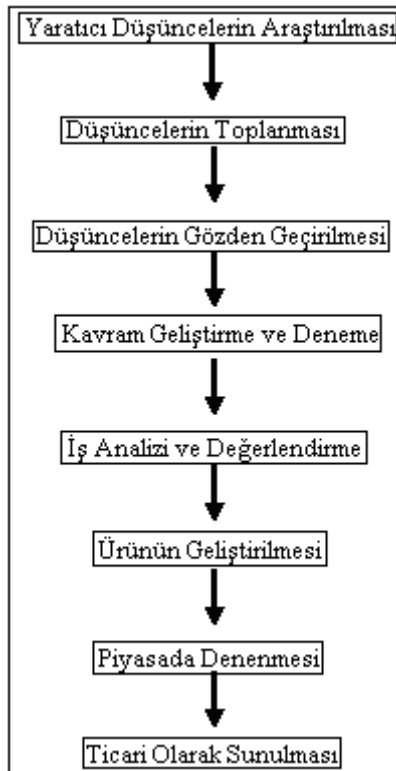 Yaratıcı Düşüncelerin Araştırılması
Düşüncelerin Toplanması
Düşüncelerin Gözden Geçirilmesi
Kavram Geliştirme ve Deneme
İş Analizi ve Değerlendirme
Ürünün Geliştirilmesi
Piyasada Denenmesi
Ticari Olarak Sunulması